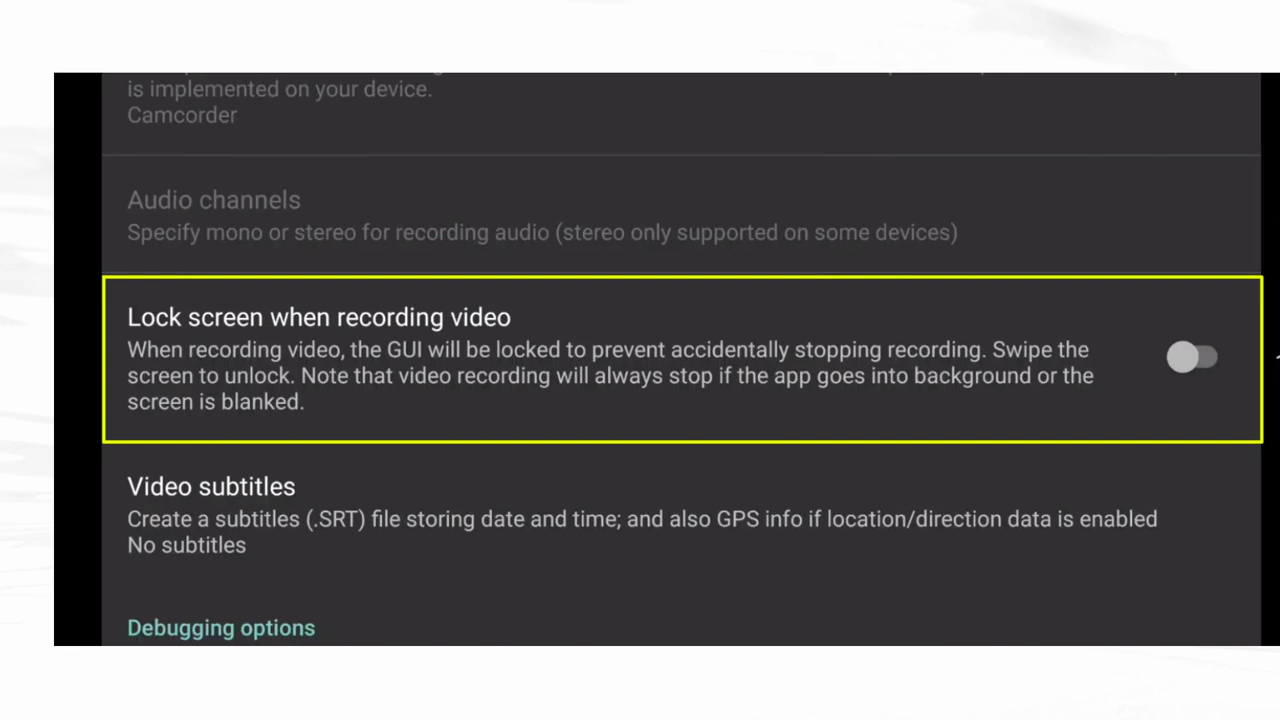 is implemented on your device.
Camcorder
Audio channels
Specify mono or stereo for recording audio (stereo only supported on some devices)
Lock screen when recording video
When recording video, the GUI will be locked to prevent accidentally stopping recording. Swipe the
screen to unlock. Note that video recording will always stop if the app goes into background or the
screen is blanked.
Video subtitles
Create a subtitles (.SRT) file storing date and time; and also GPS info if location/direction data is enabled
No subtitles
Debugging options